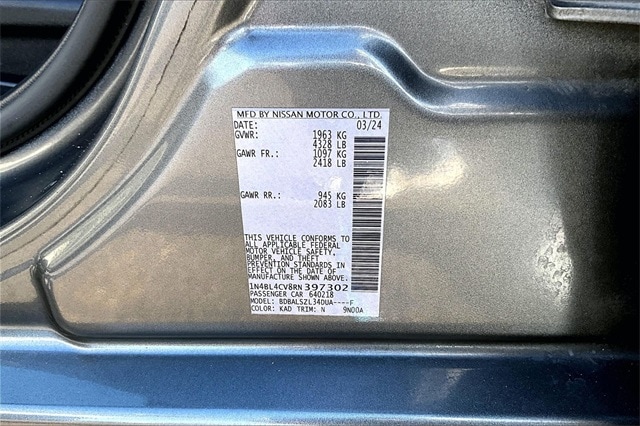 MFD BY NISSAN MOTOR CO., LTD.
DATE: 03/24
GVWR: 1963 KG
4328 LB
GAWR FR.: 1097 KG
2418 LB
GAWR RR.: 945 KG
2083 LB
THIS VEHICLE CONFORMS TO
ALL APPLICABLE FEDERAL
MOTOR VEHICLE SAFETY,
BUMPER, AND THEFT
PREVENTION STANDARDS IN
EFFECT ON THE DATE OF
MANUFACTURE SHOWN ABOVE.
1N4BL4CV8RN397302
PASSENGER CAR 640218
MODEL: BDBALSZL34DUA----F
COLOR: KAD TRIM: N 9N00A